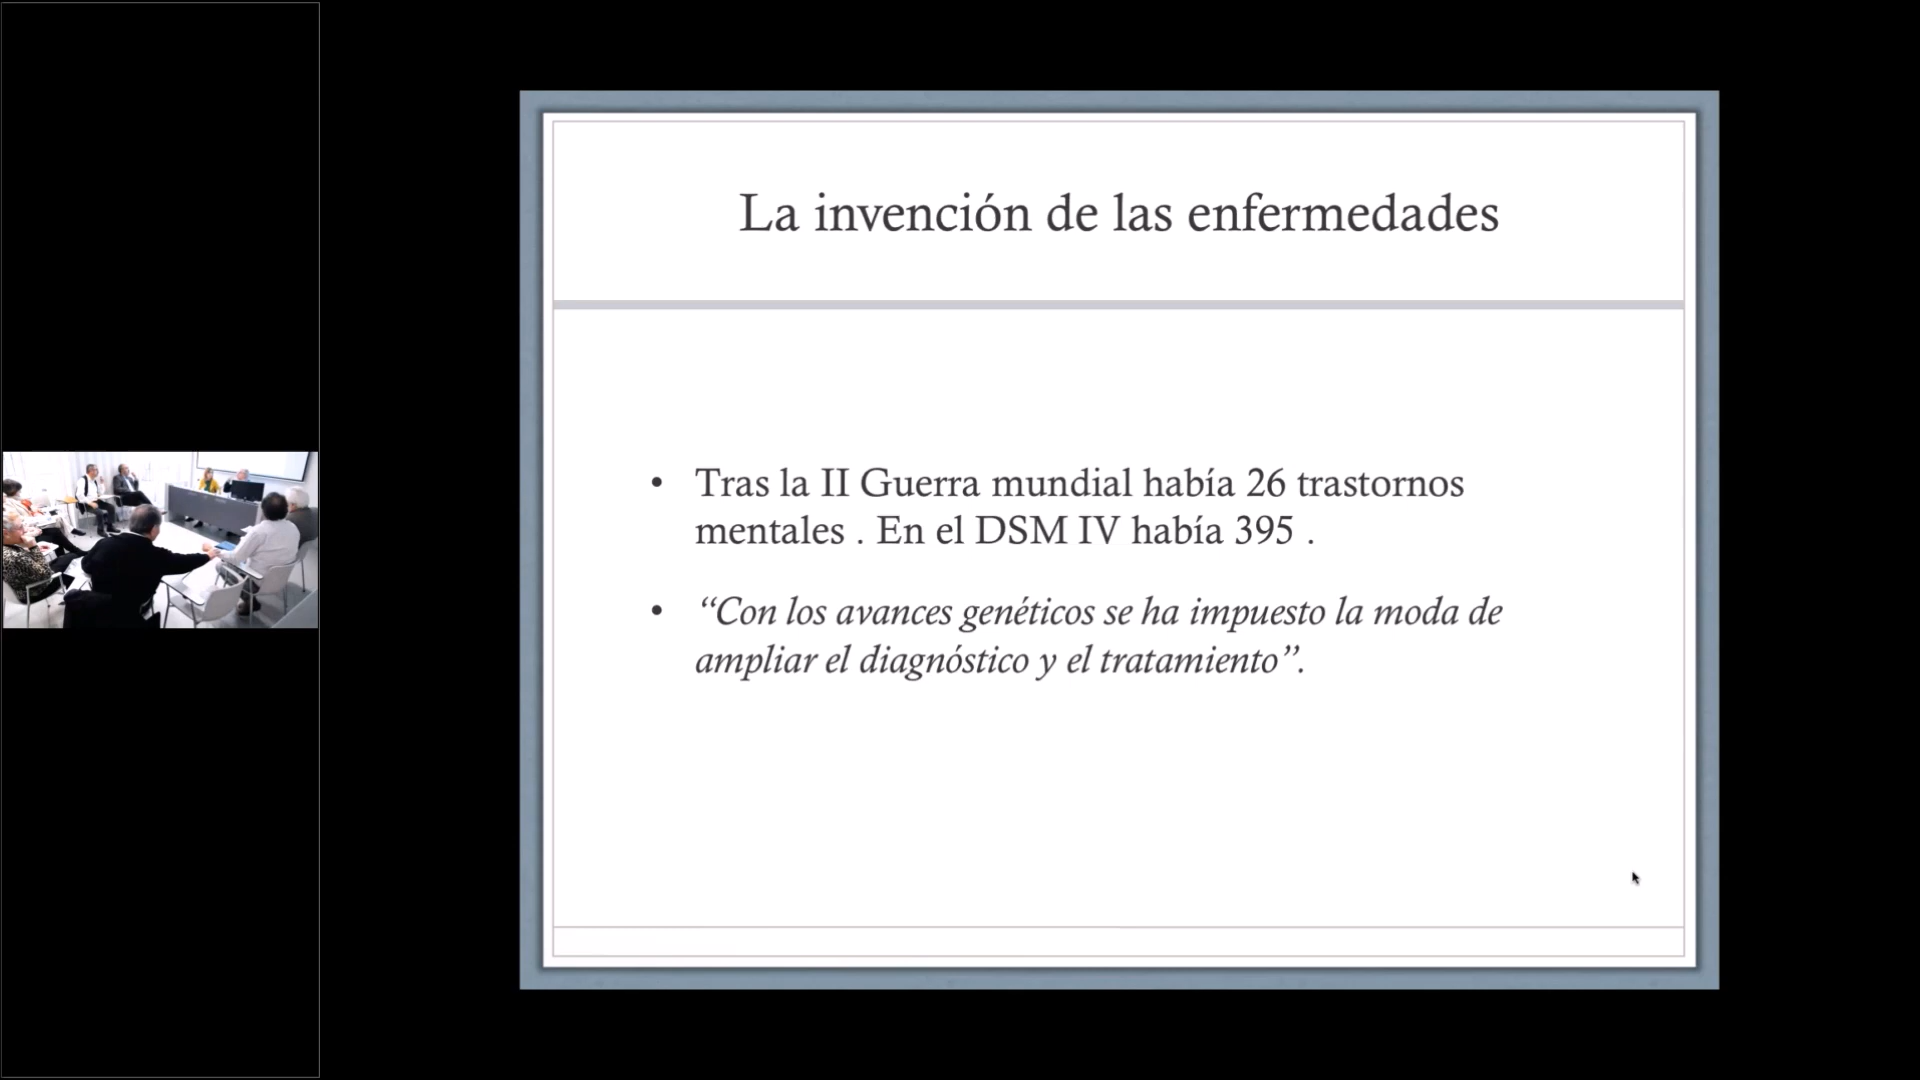 La invención de las enfermedades
• Tras la II Guerra mundial había 26 trastornos
mentales . En el DSM IV había 395 .
• “Con los avances genéticos se ha impuesto la moda de
ampliar el diagnóstico y el tratamiento”.